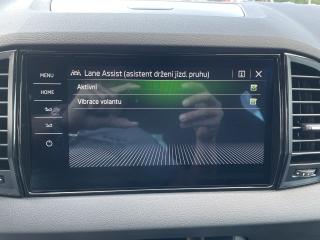 MENU
Lane Assist (asistent držení jízd. pruhu)
Aktivní
HOME
Vibrace volantu